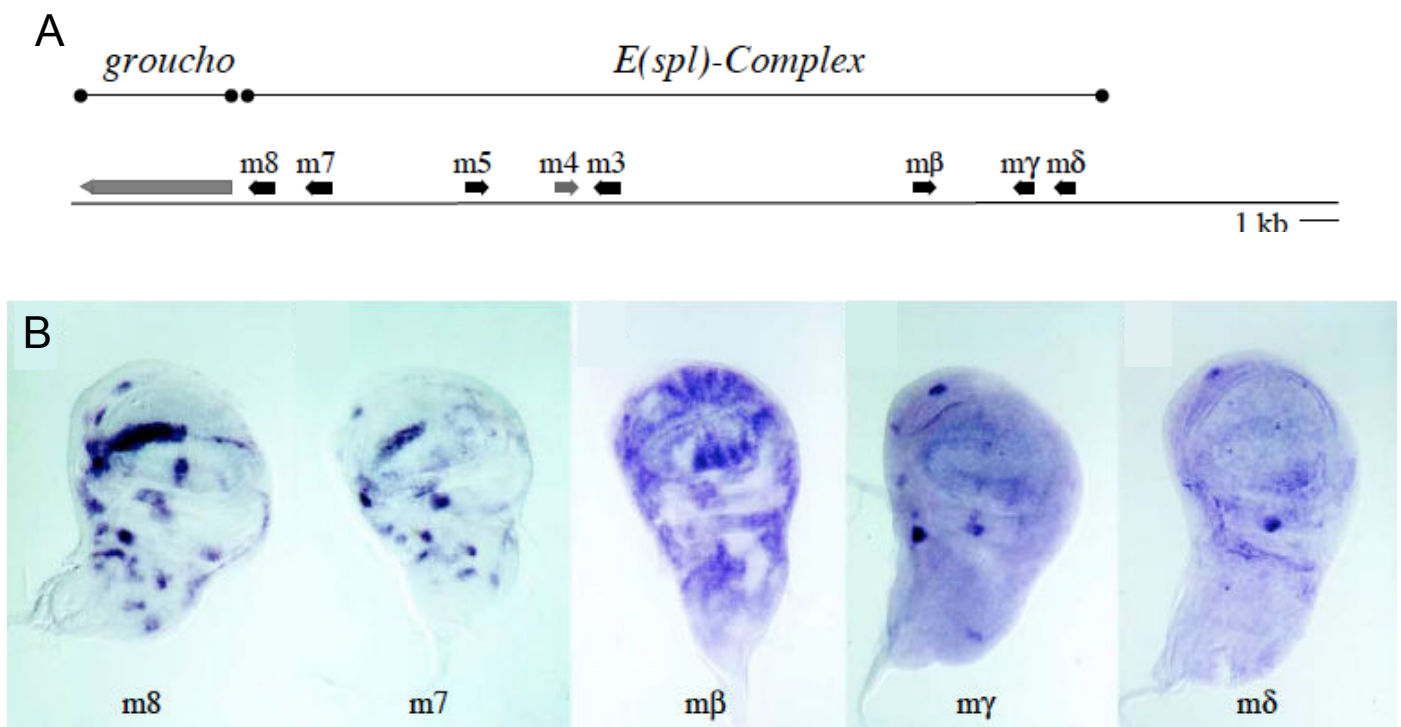 A
groucho E(spl)-Complex
m8 m7 m5 m4 m3 mβ mγ mδ
1 kb
B
m8 m7 mβ mγ mδ